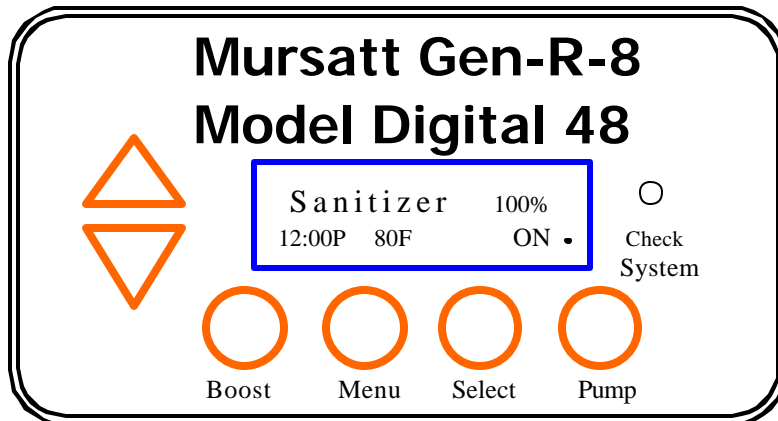 Mursatt Gen-R-8
Model Digital 48
Sanitizer 100%
12:00P 80F ON .
Check
System
Boost Menu Select Pump